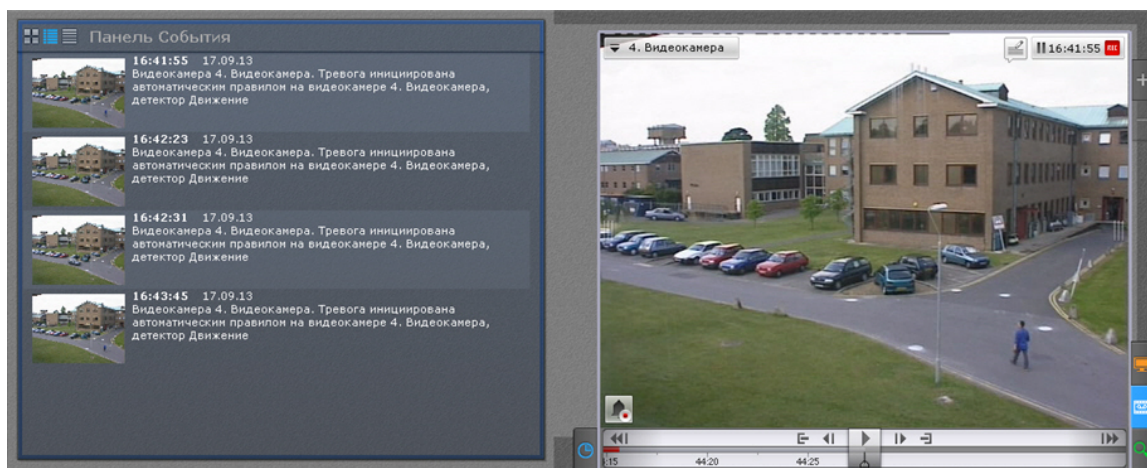 Панель События
16:41:55 17.09.13
Видеокамера 4. Видеокамера. Тревога инициирована
автоматическим правилом на видеокамере 4. Видеокамера,
детектор Движение
16:42:23 17.09.13
Видеокамера 4. Видеокамера. Тревога инициирована
автоматическим правилом на видеокамере 4. Видеокамера,
детектор Движение
16:42:31 17.09.13
Видеокамера 4. Видеокамера. Тревога инициирована
автоматическим правилом на видеокамере 4. Видеокамера,
детектор Движение
16:43:45 17.09.13
Видеокамера 4. Видеокамера. Тревога инициирована
автоматическим правилом на видеокамере 4. Видеокамера,
детектор Движение
4. Видеокамера
16:41:55 REC
44:20 44:25